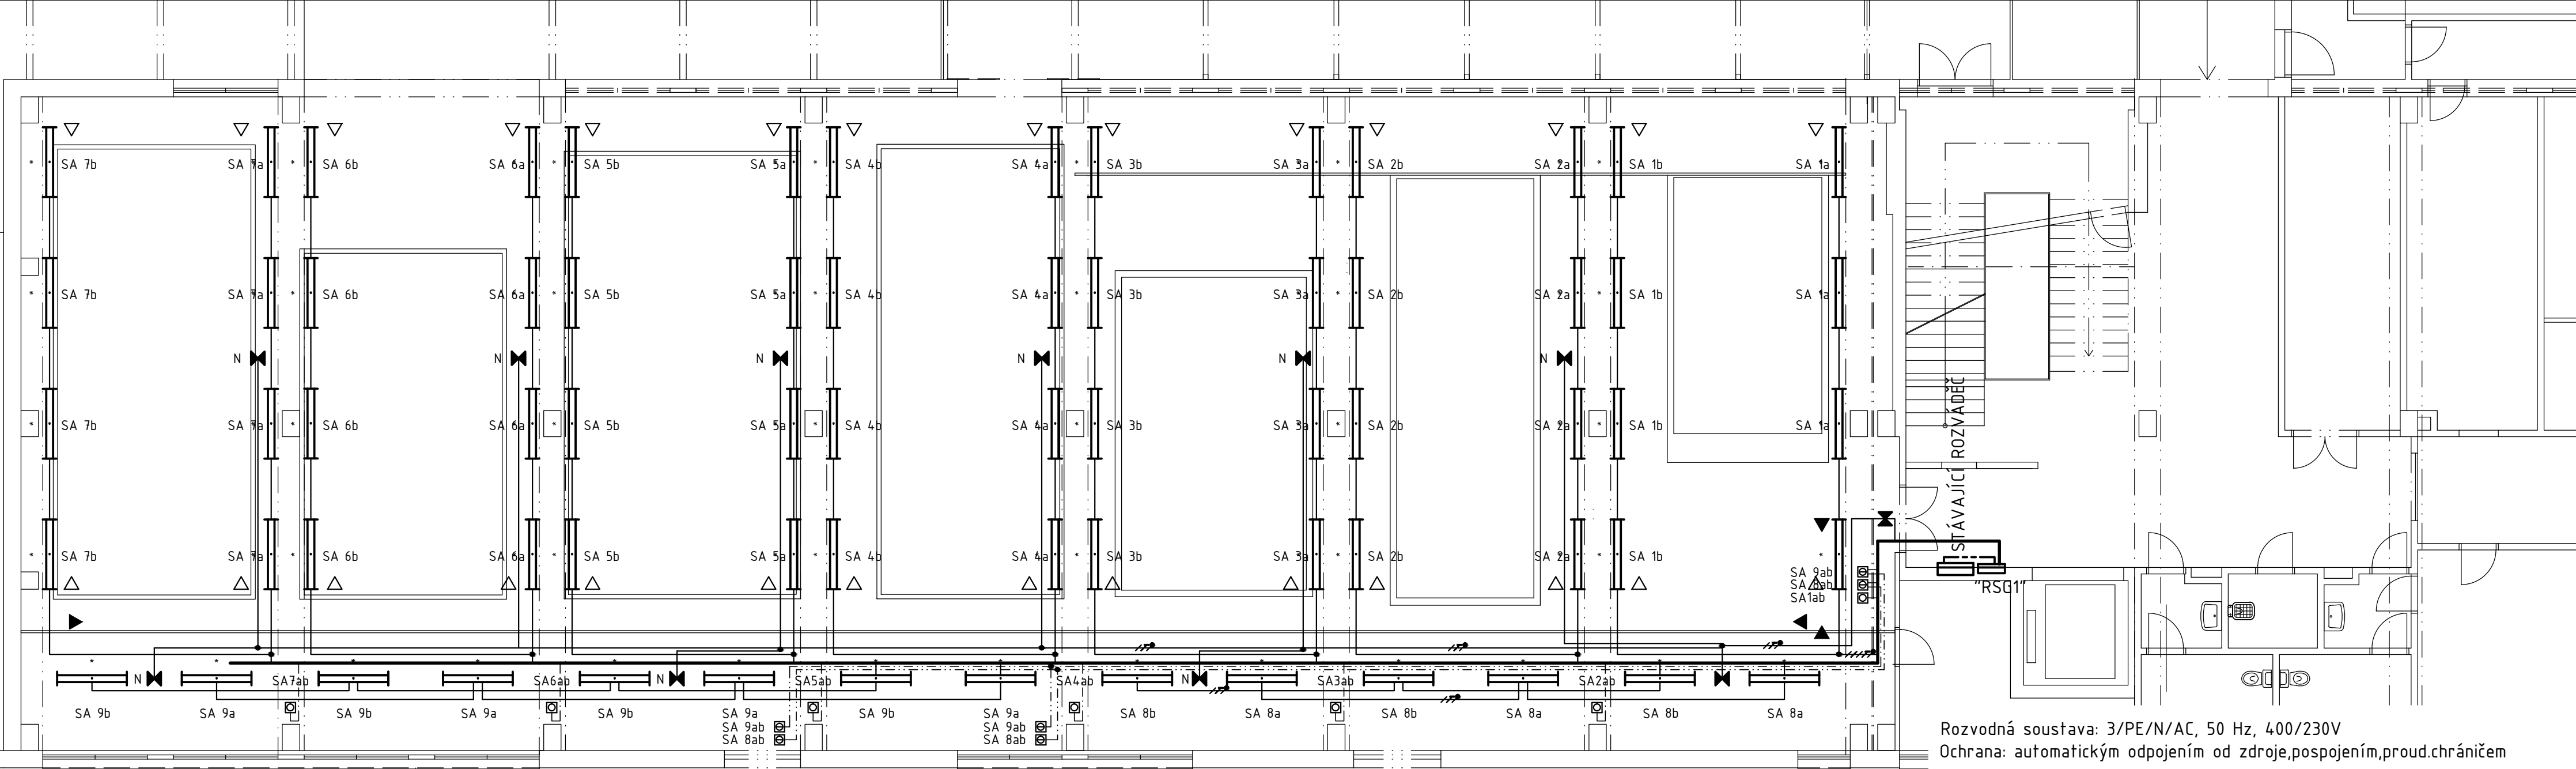 SA 7b SA 7a SA 6b SA 6a SA 5b SA 5a SA 4b SA 4a SA 3b SA 3a SA 2b SA 2a SA 1b SA 1a
SA 7b SA 7a SA 6b SA 6a SA 5b SA 5a SA 4b SA 4a SA 3b SA 3a SA 2b SA 2a SA 1b SA 1a
N N N N N N
SA 7b SA 7a SA 6b SA 6a SA 5b SA 5a SA 4b SA 4a SA 3b SA 3a SA 2b SA 2a SA 1b SA 1a
STÁVAJÍCÍ ROZVÁDĚČ
SA 7b SA 7a SA 6b SA 6a SA 5b SA 5a SA 4b SA 4a SA 3b SA 3a SA 2b SA 2a SA 1b
SA 9ab
SA 8ab
SA1ab
"RSG1"
N SA7ab SA6ab N SA5ab SA4ab N SA3ab SA2ab
SA 9b SA 9a SA 9b SA 9a SA 9b SA 9a SA 9b SA 9a SA 8b SA 8a SA 8b SA 8a SA 8b SA 8a
SA 9ab SA 9ab
SA 8ab SA 8ab
Rozvodná soustava: 3/PE/N/AC, 50 Hz, 400/230V
Ochrana: automatickým odpojením od zdroje,pospojením,proud.chráničem